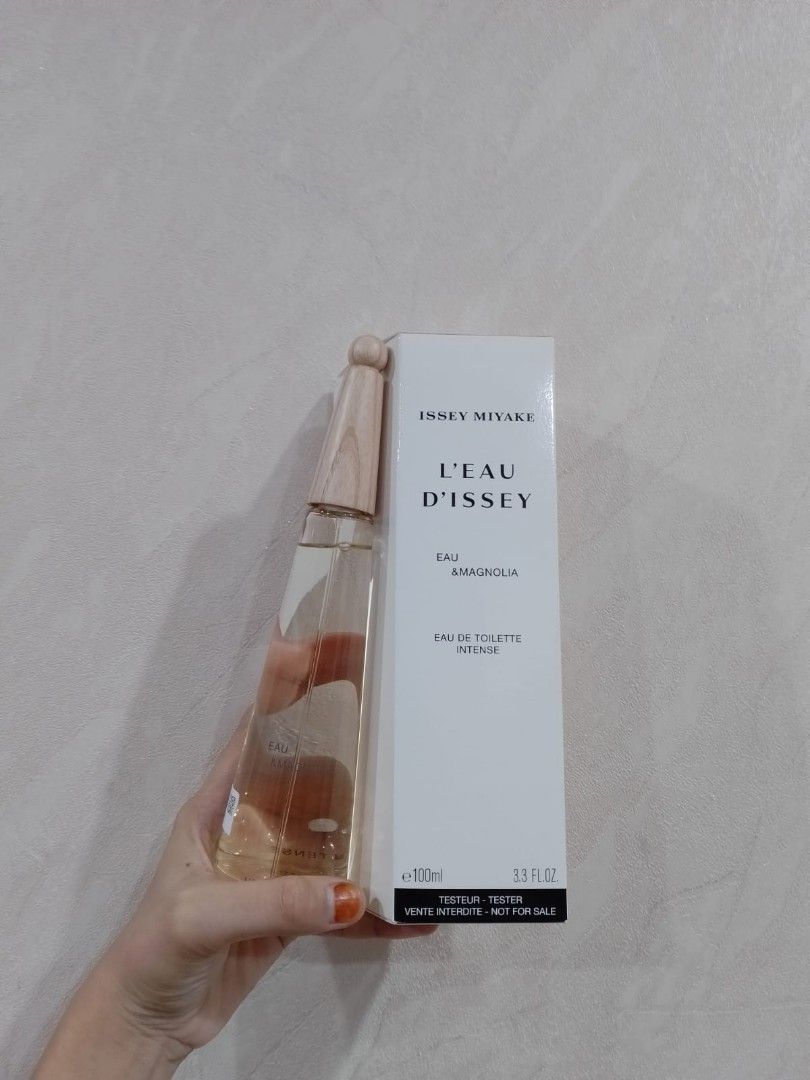 ISSEY MIYAKE
L'EAU
D'ISSEY
EAU
&MAGNOLIA
EAU DE TOILETTE
INTENSE
e100ml 3.3 FL.OZ.
TESTEUR - TESTER
VENTE INTERDITE - NOT FOR SALE
EAU